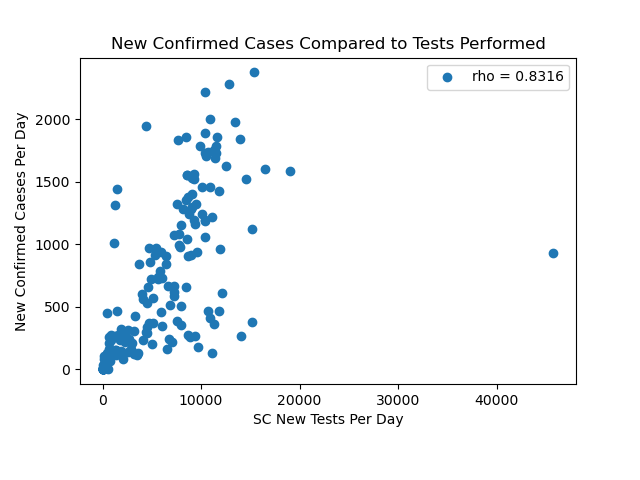 New Confirmed Cases Compared to Tests Performed
rho = 0.8316
New Confirmed Caeses Per Day
2000
1500
1000
500
0
0 10000 20000 30000 40000
SC New Tests Per Day